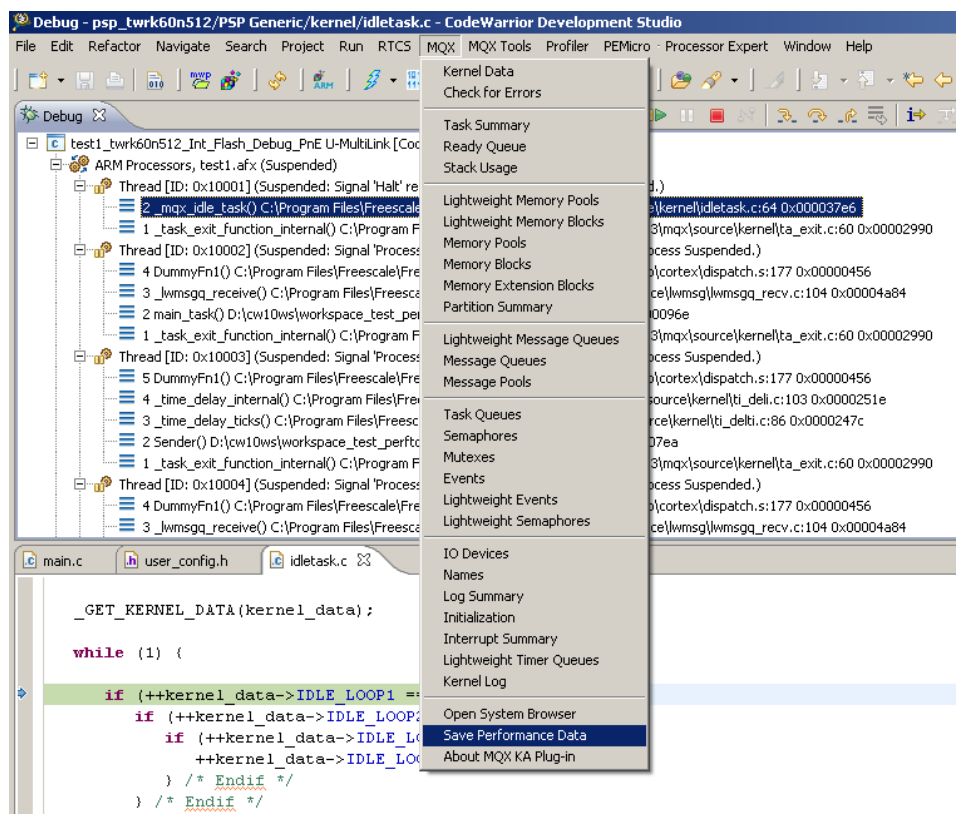 Debug - psp_twrk60n512/PSP Generic/kernel/idletask.c - CodeWarrior Development Studio
File Edit Refactor Navigate Search Project Run RTCS MQX MQX Tools Profiler PEMicro Processor Expert Window Help
Debug
test1_twrk60n512_Int_Flash_Debug_PnE U-MultiLink [Coc
ARM Processors, test1.afx (Suspended)
Thread [ID: 0x10001] (Suspended: Signal 'Halt' re d.)
2 _mqx_idle_task() C:\Program Files\Freescale e\kernel\idletask.c:64 0x000037e6
1 _task_exit_function_internal() C:\Program F 3\mqx\source\kernel\ta_exit.c:60 0x00002990
Thread [ID: 0x10002] (Suspended: Signal 'Process ocess Suspended.)
4 DummyFn1() C:\Program Files\Freescale\Fre o\cortex\dispatch.s:177 0x00000456
3 _lwmsgq_receive() C:\Program Files\Freesca ce\lwmsg\lwmsgq_recv.c:104 0x00004a84
2 main_task() D:\cw10ws\workspace_test_per 0096e
1 _task_exit_function_internal() C:\Program F 3\mqx\source\kernel\ta_exit.c:60 0x00002990
Thread [ID: 0x10003] (Suspended: Signal 'Process ocess Suspended.)
5 DummyFn1() C:\Program Files\Freescale\Fre o\cortex\dispatch.s:177 0x00000456
4 _time_delay_internal() C:\Program Files\Free source\kernel\ti_deli.c:103 0x0000251e
3 _time_delay_ticks() C:\Program Files\Freesca rce\kernel\ti_delti.c:86 0x0000247c
2 Sender() D:\cw10ws\workspace_test_perfto 07ea
1 _task_exit_function_internal() C:\Program F 3\mqx\source\kernel\ta_exit.c:60 0x00002990
Thread [ID: 0x10004] (Suspended: Signal 'Process ocess Suspended.)
4 DummyFn1() C:\Program Files\Freescale\Fre o\cortex\dispatch.s:177 0x00000456
3 _lwmsgq_receive() C:\Program Files\Freesca ce\lwmsg\lwmsgq_recv.c:104 0x00004a84
Kernel Data
Check for Errors
Task Summary
Ready Queue
Stack Usage
Lightweight Memory Pools
Lightweight Memory Blocks
Memory Pools
Memory Blocks
Memory Extension Blocks
Partition Summary
Lightweight Message Queues
Message Queues
Message Pools
Task Queues
Semaphores
Mutexes
Events
Lightweight Events
Lightweight Semaphores
IO Devices
Names
Log Summary
Initialization
Interrupt Summary
Lightweight Timer Queues
Kernel Log
Open System Browser
Save Performance Data
About MQX KA Plug-in
main.c user_config.h idletask.c
_GET_KERNEL_DATA(kernel_data);
while (1) {
if (++kernel_data->IDLE_LOOP1 ==
if (++kernel_data->IDLE_LOOP2
if (++kernel_data->IDLE_LO
++kernel_data->IDLE_LOO
} /* Endif */
} /* Endif */